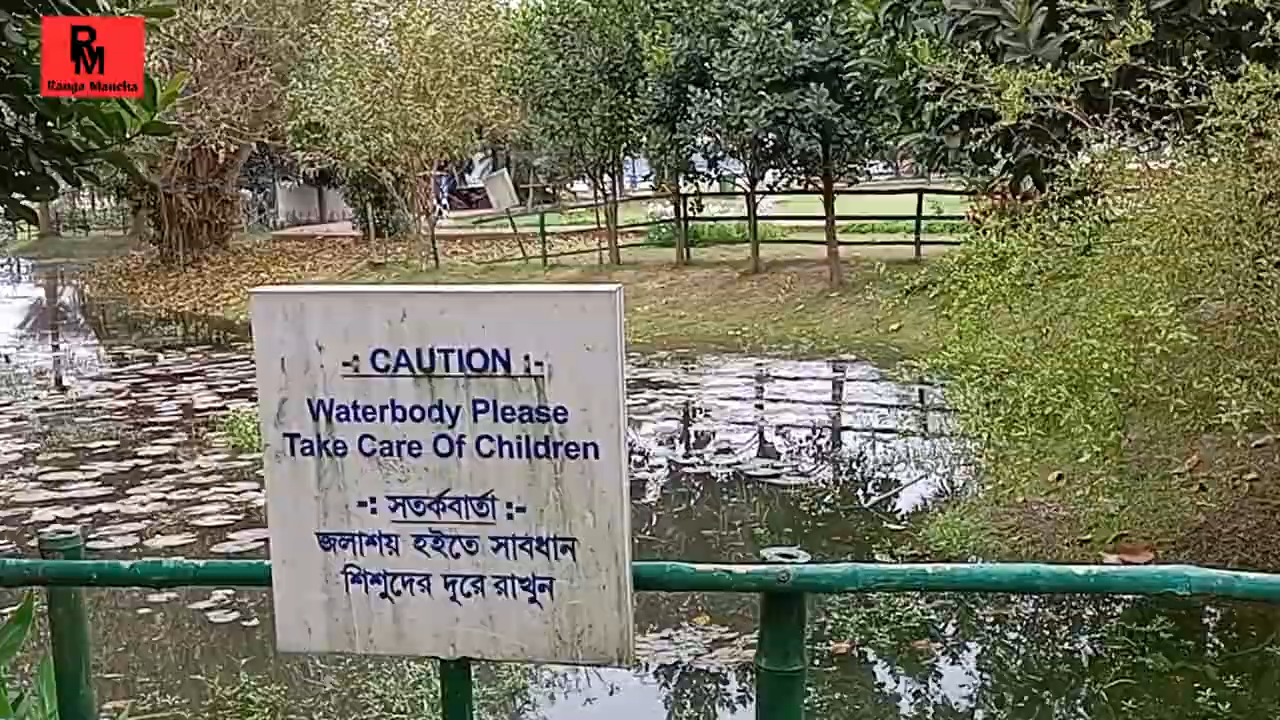 RM
Ranga Mancha
-: CAUTION :-
Waterbody Please
Take Care Of Children
-: সতর্কবার্তা :-
জলাশয় হইতে সাবধান
শিশুদের দূরে রাখুন